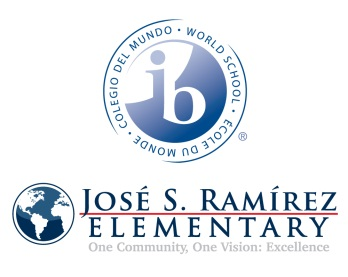 COLEGIO DEL MUNDO · WORLD SCHOOL · ÉCOLE DU MONDE ·
ib
®
JOSÉ S. RAMÍREZ
ELEMENTARY
One Community, One Vision: Excellence